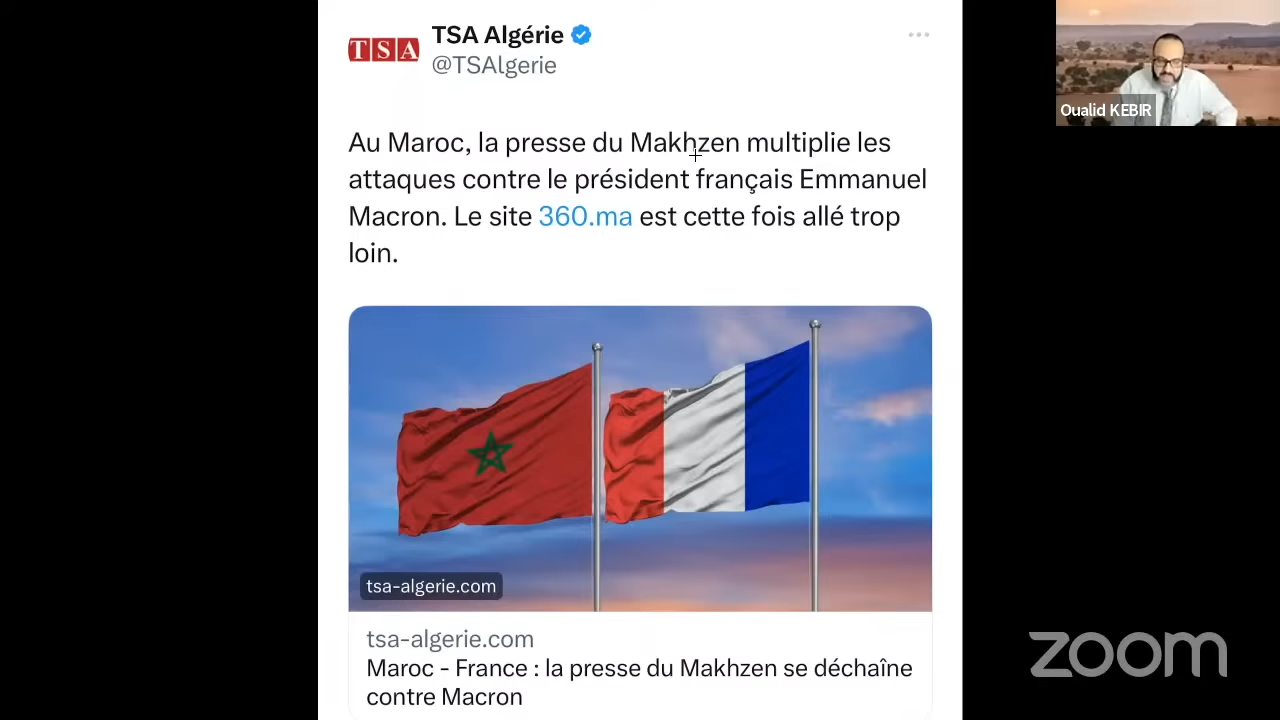 TSA
TSA Algérie
@TSAlgerie
Au Maroc, la presse du Makhzen multiplie les
attaques contre le président français Emmanuel
Macron. Le site 360.ma est cette fois allé trop
loin.
tsa-algerie.com
tsa-algerie.com
Maroc - France : la presse du Makhzen se déchaîne
contre Macron
Oualid KEBIR
zoom